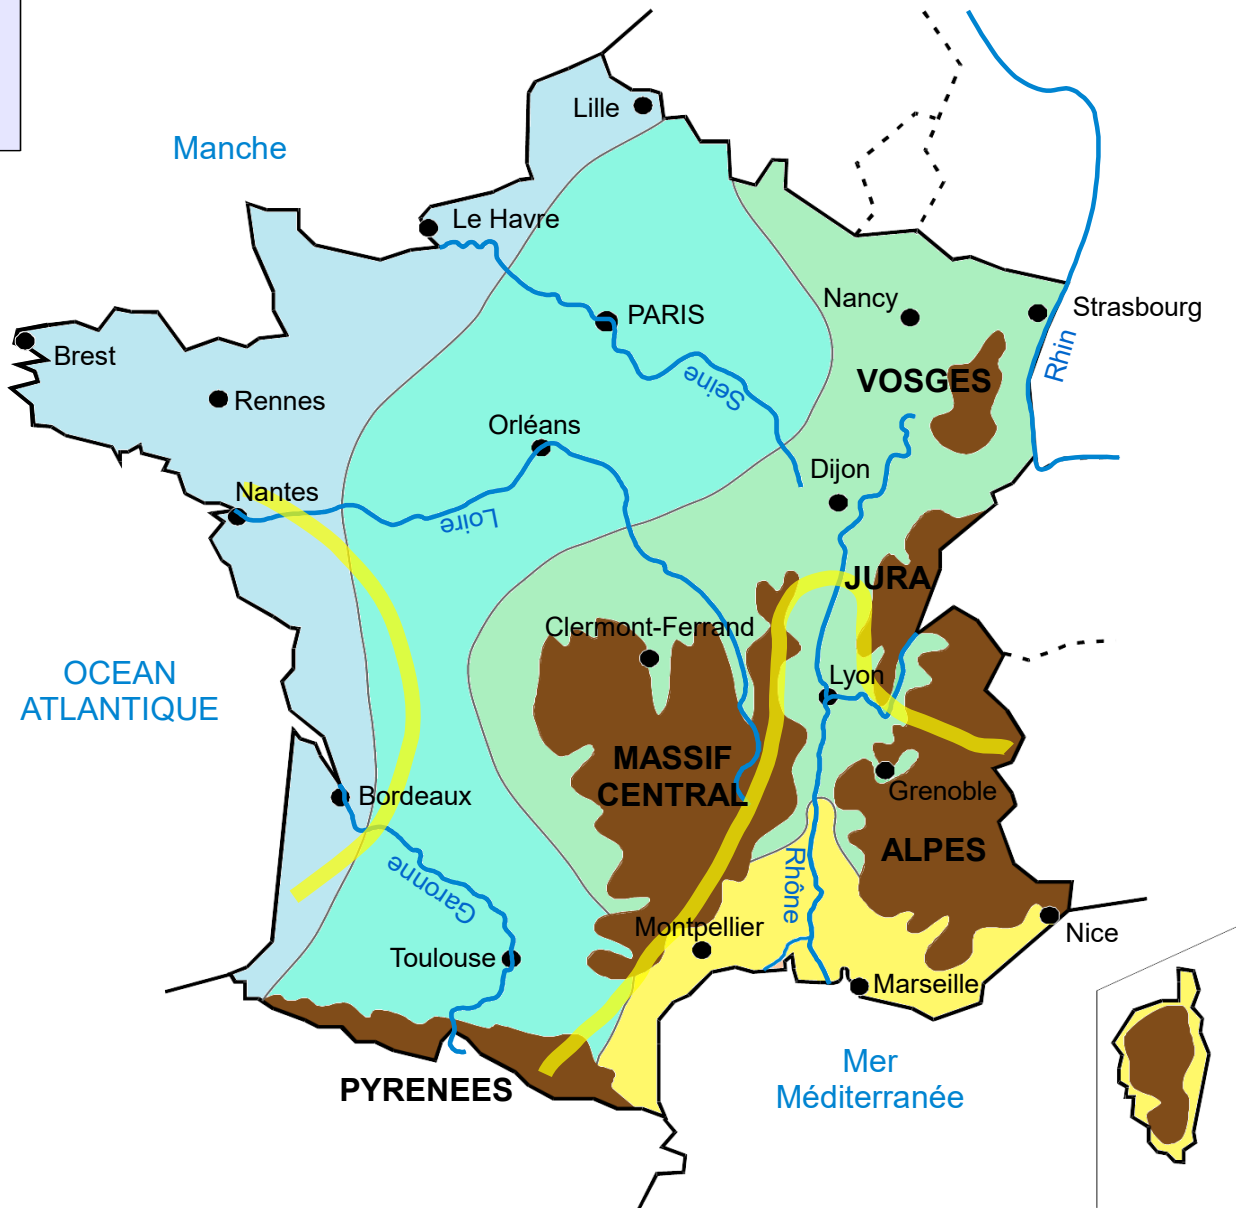 Lille
Manche
Le Havre
Nancy
Strasbourg
PARIS
Rhin
Brest
VOSGES
Seine
Rennes
Orléans
Dijon
Nantes
Loire
JURA
Clermont-Ferrand
OCEAN
ATLANTIQUE
Lyon
MASSIF
CENTRAL
Bordeaux
Grenoble
ALPES
Garonne
Rhône
Montpellier
Nice
Toulouse
Marseille
Mer
Méditerranée
PYRENEES